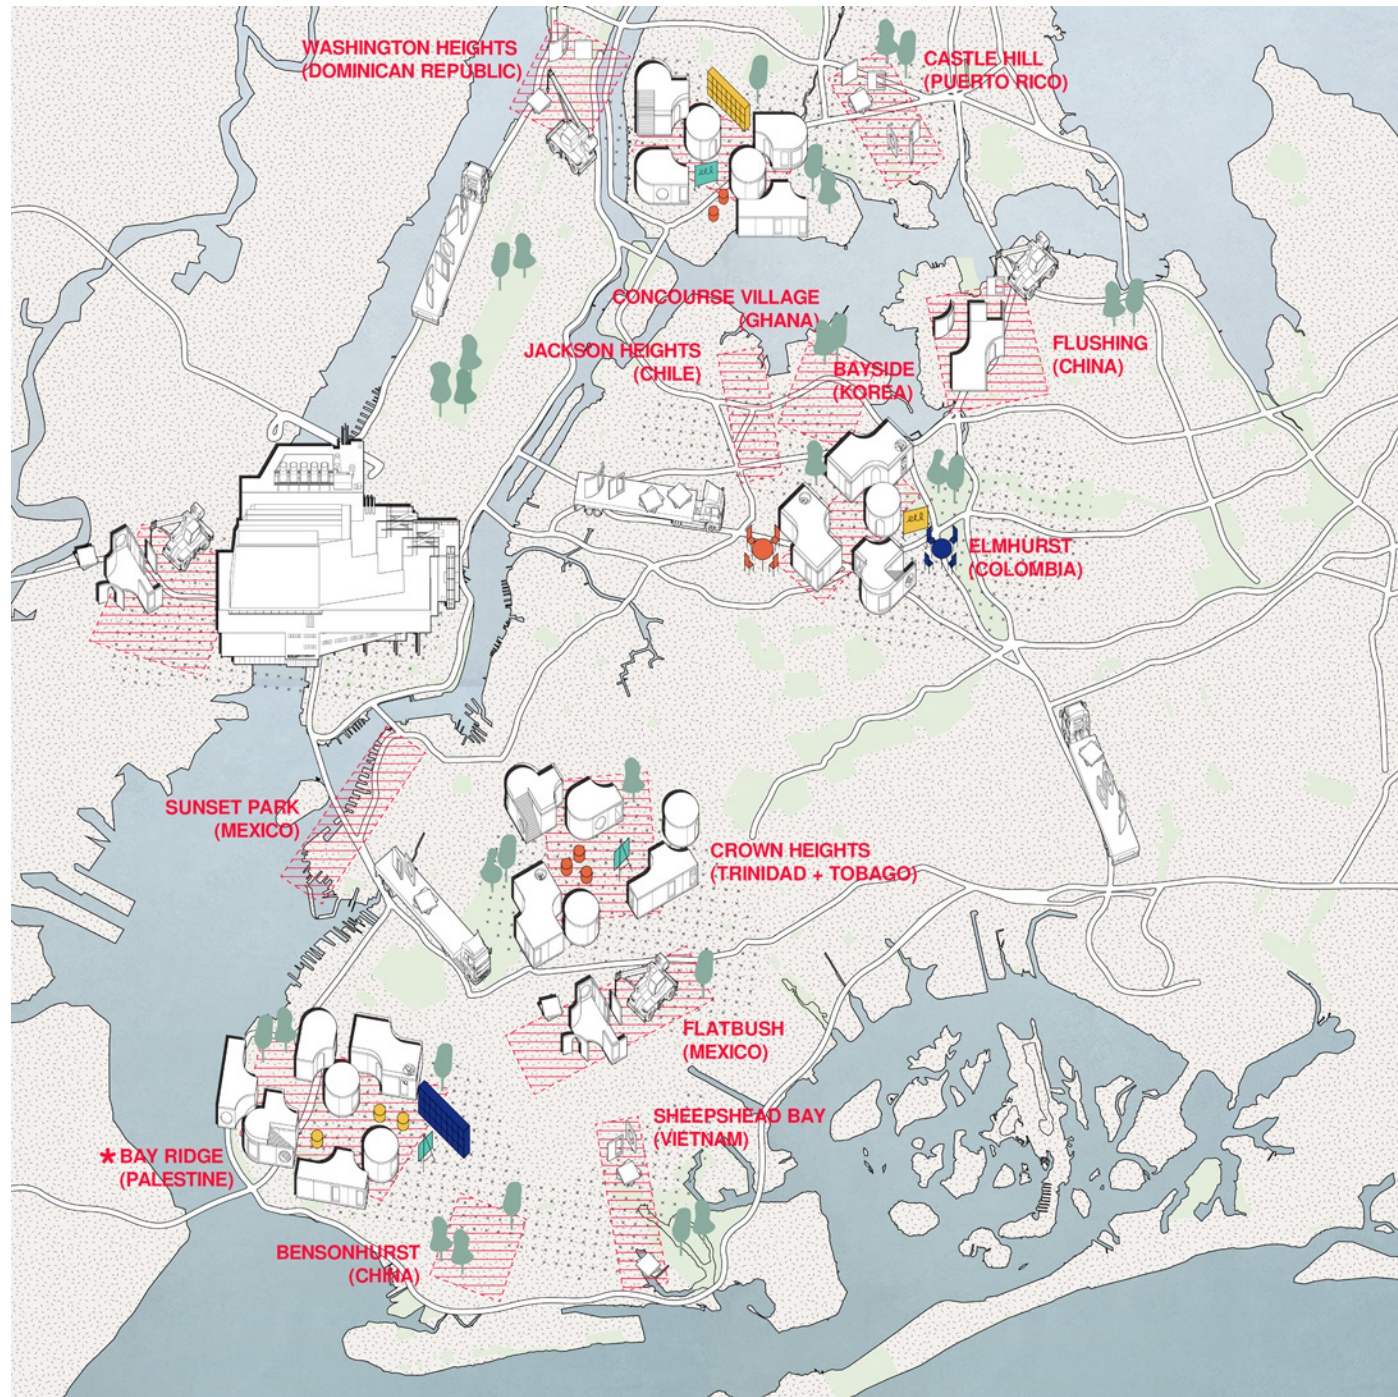 WASHINGTON HEIGHTS
(DOMINICAN REPUBLIC)
CASTLE HILL
(PUERTO RICO)
CONCOURSE VILLAGE
(GHANA)
JACKSON HEIGHTS
(CHILE)
BAYSIDE
(KOREA)
FLUSHING
(CHINA)
ELMHURST
(COLOMBIA)
SUNSET PARK
(MEXICO)
CROWN HEIGHTS
(TRINIDAD + TOBAGO)
FLATBUSH
(MEXICO)
SHEEPSHEAD BAY
(VIETNAM)
* BAY RIDGE
(PALESTINE)
BENSONHURST
(CHINA)